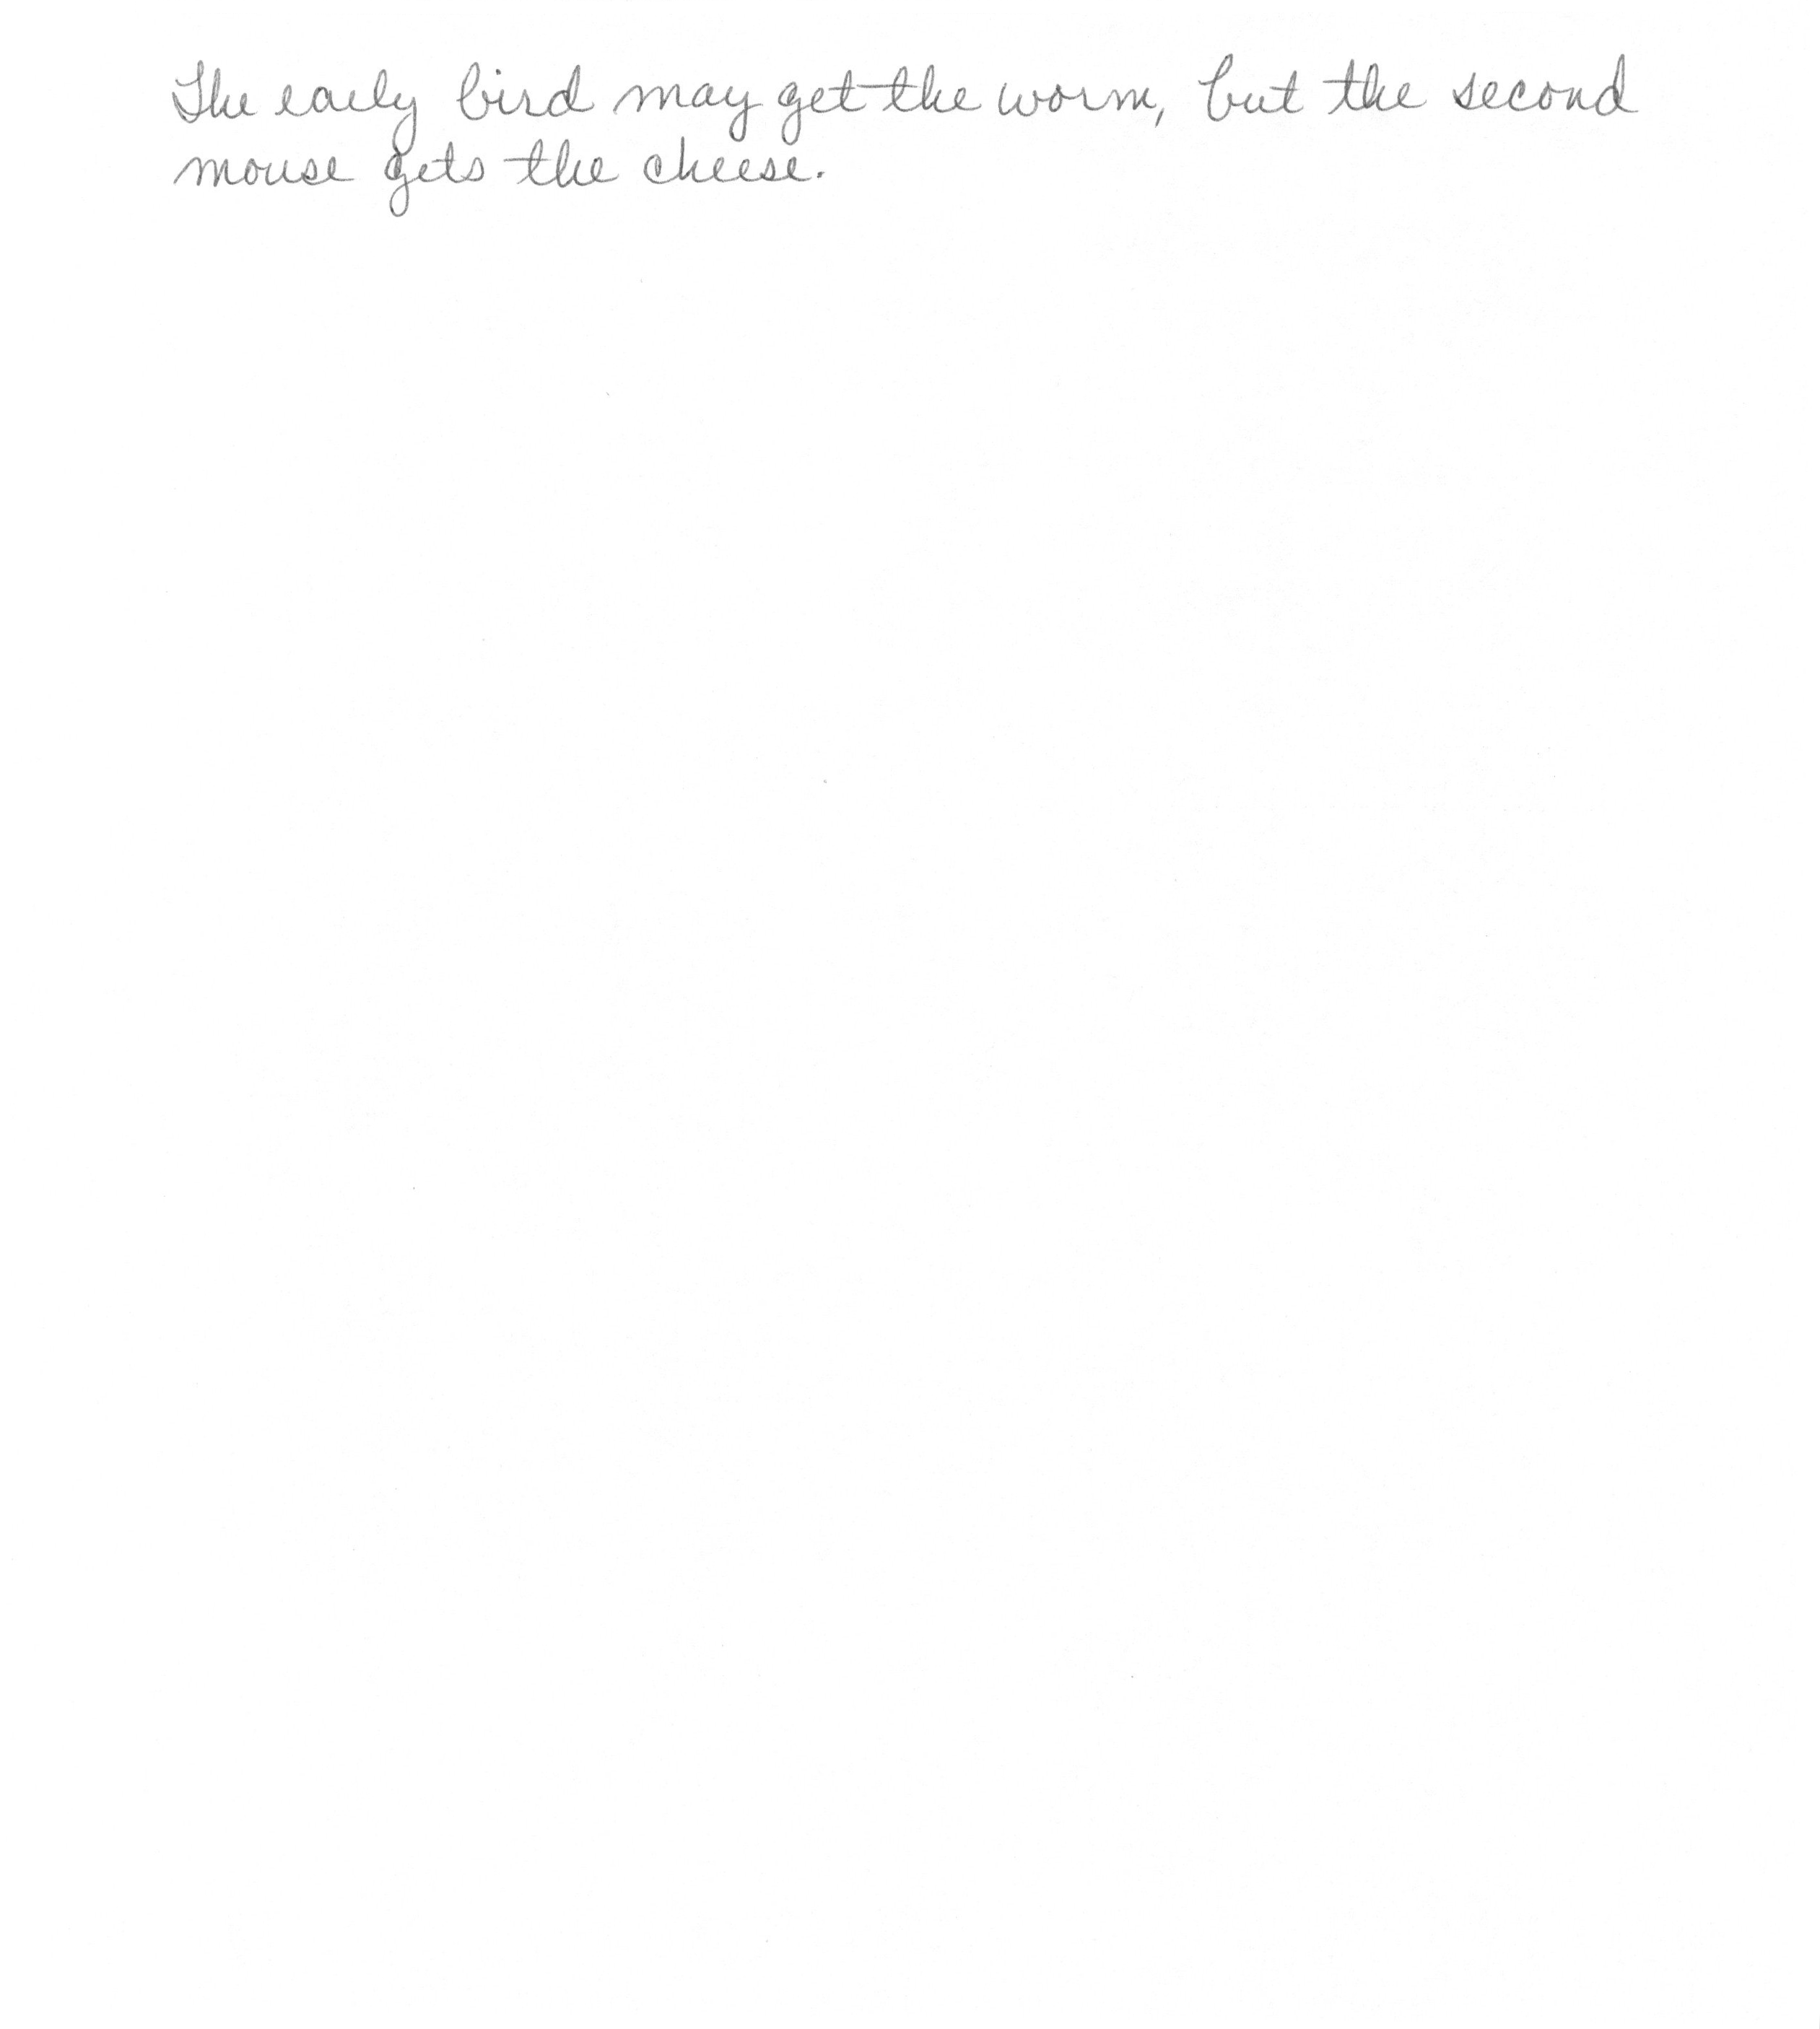 The early bird may get the worm, but the second
mouse gets the cheese.